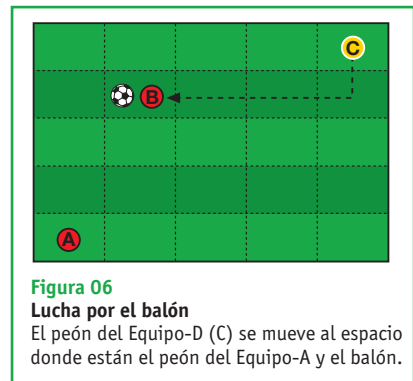 C
B
A
Figura 06
Lucha por el balón
El peón del Equipo-D (C) se mueve al espacio
donde están el peón del Equipo-A y el balón.